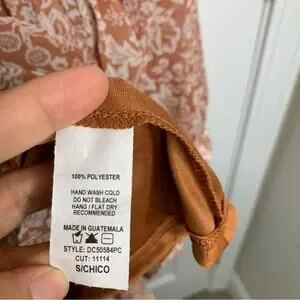 100% POLYESTER
HAND WASH COLD
DO NOT BLEACH
HANG / FLAT DRY
RECOMMENDED
MADE IN GUATEMALA
STYLE: DC50584PC
CUT: 11114
S/CHICO